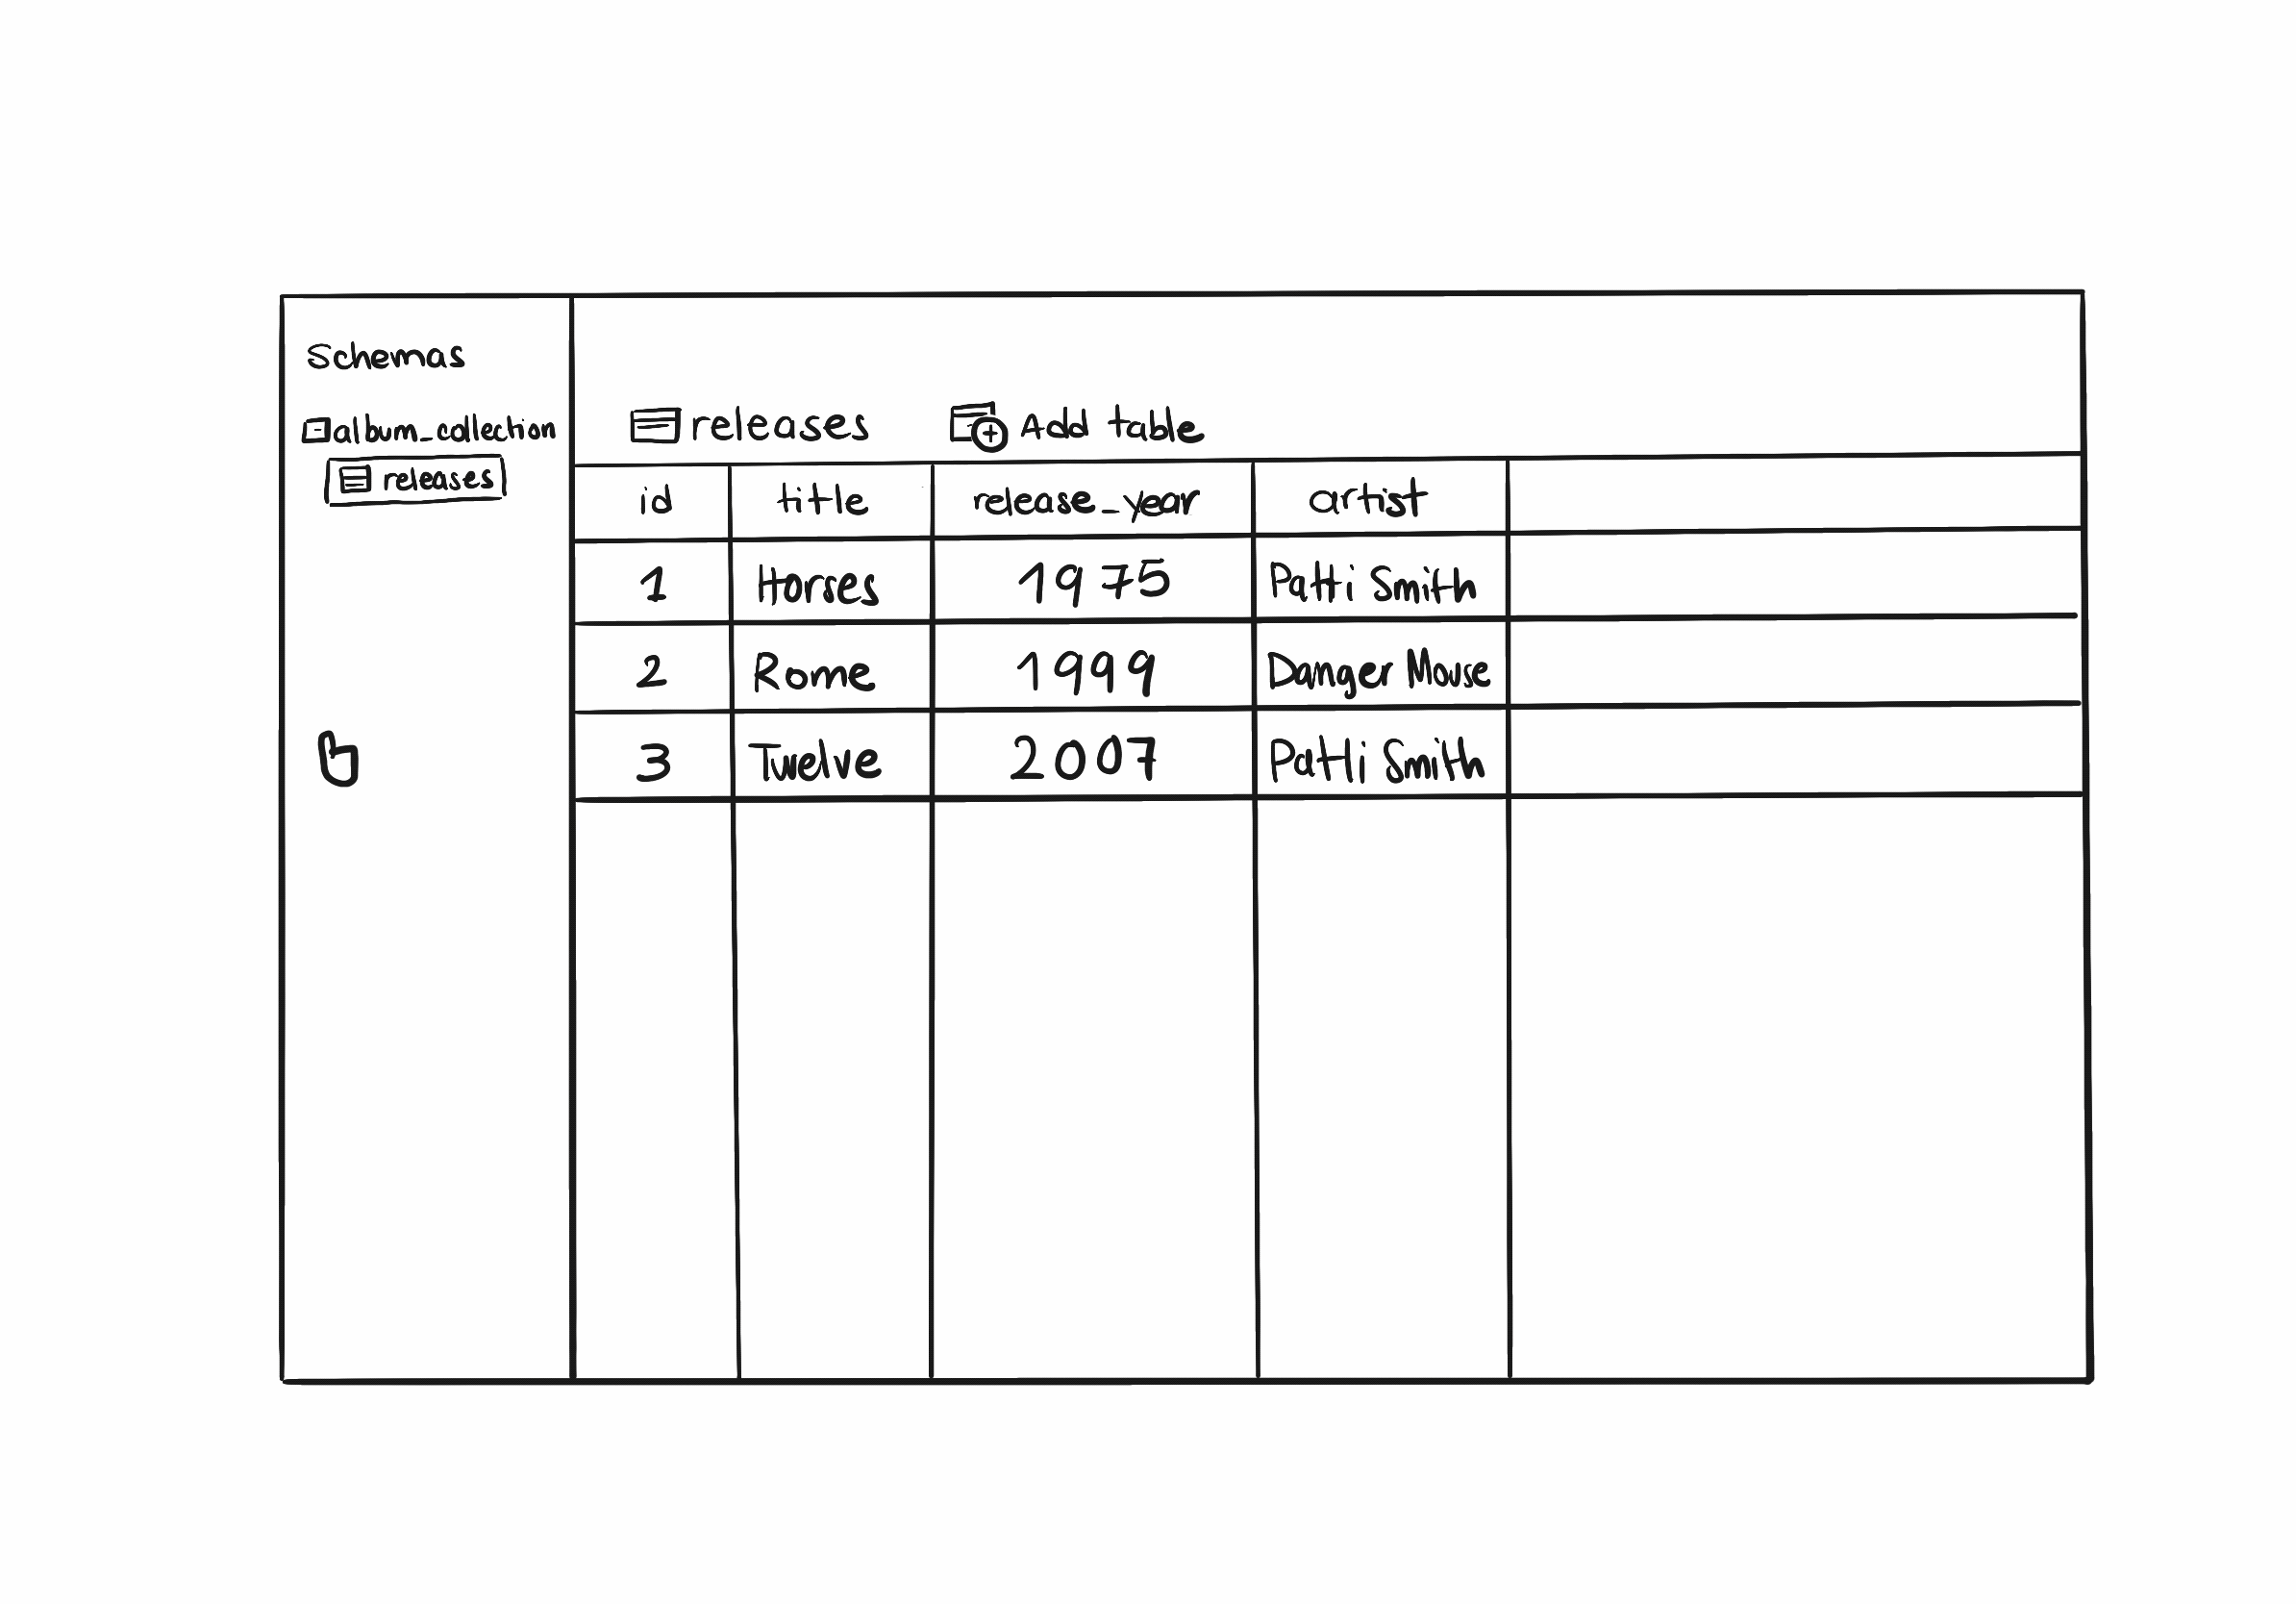 Schemas
album_collection
releases
releases Add table
id title release_year artist
1 Horses 1975 Patti Smith
2 Rome 1999 Danger Mouse
3 Twelve 2007 Patti Smith